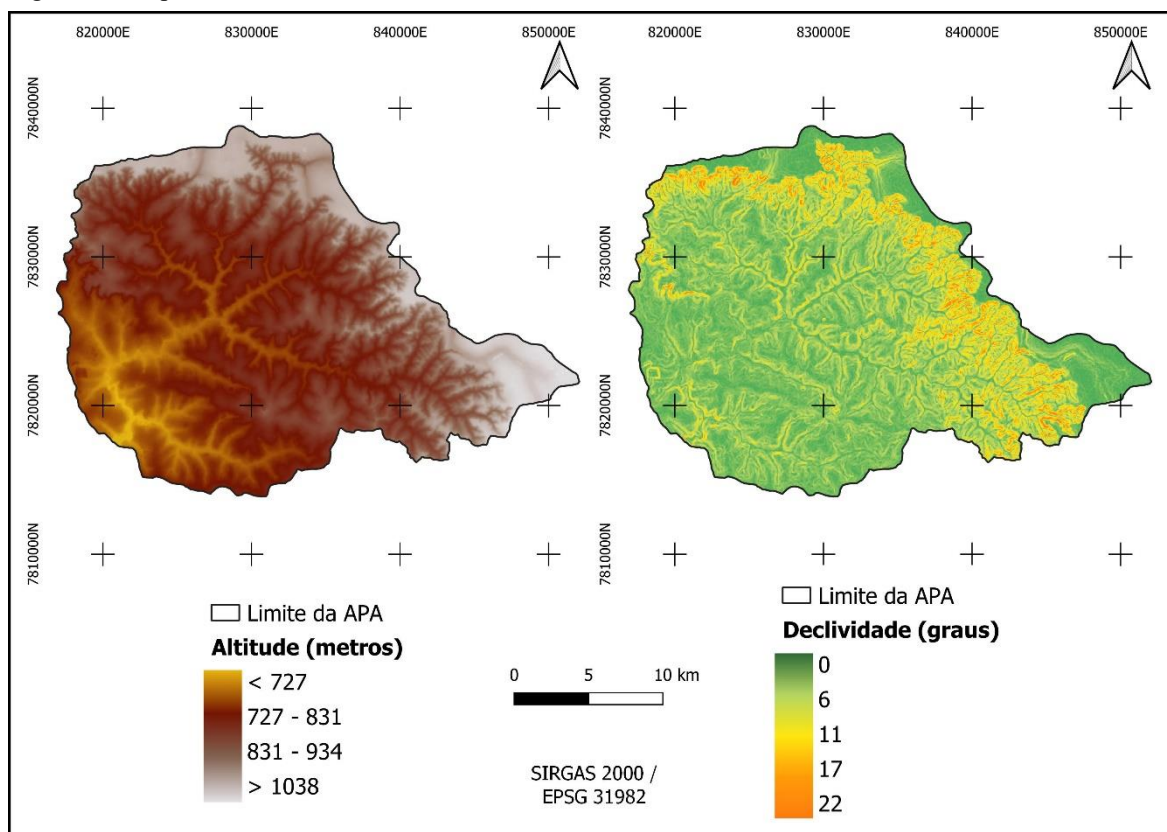 820000E 830000E 840000E 850000E
820000E 830000E 840000E 850000E
7840000N
7830000N
7820000N
7810000N
7840000N
7830000N
7820000N
7810000N
Limite da APA
Altitude (metros)
< 727
727 - 831
831 - 934
> 1038
0 5 10 km
SIRGAS 2000 /
EPSG 31982
Limite da APA
Declividade (graus)
0
6
11
17
22